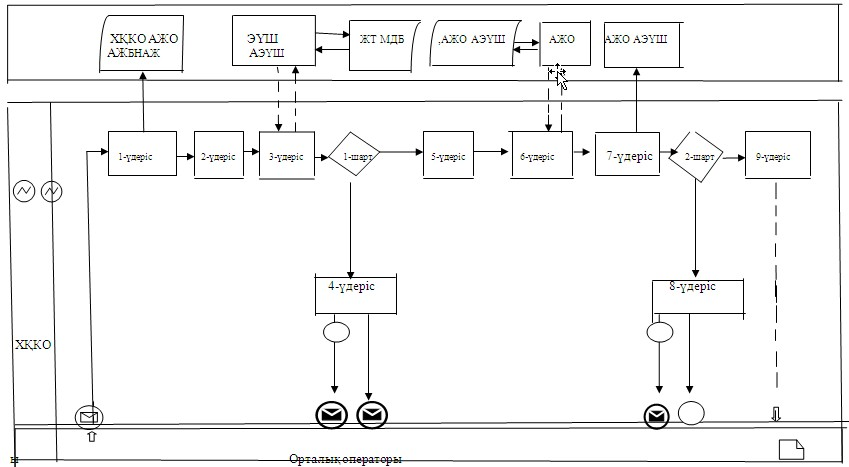 ХҚКО АЖО
АЖБНАЖ
ЭҮШ
АЭҮШ
ЖТ МДБ
,АЖО АЭҮШ
АЖО
АЖО АЭҮШ
1-үдеріс
2-үдеріс
3-үдеріс
1-шарт
5-үдеріс
6-үдеріс
7-үдеріс
2-шарт
9-үдеріс
4-үдеріс
8-үдеріс
ХҚКО
Орталық операторы